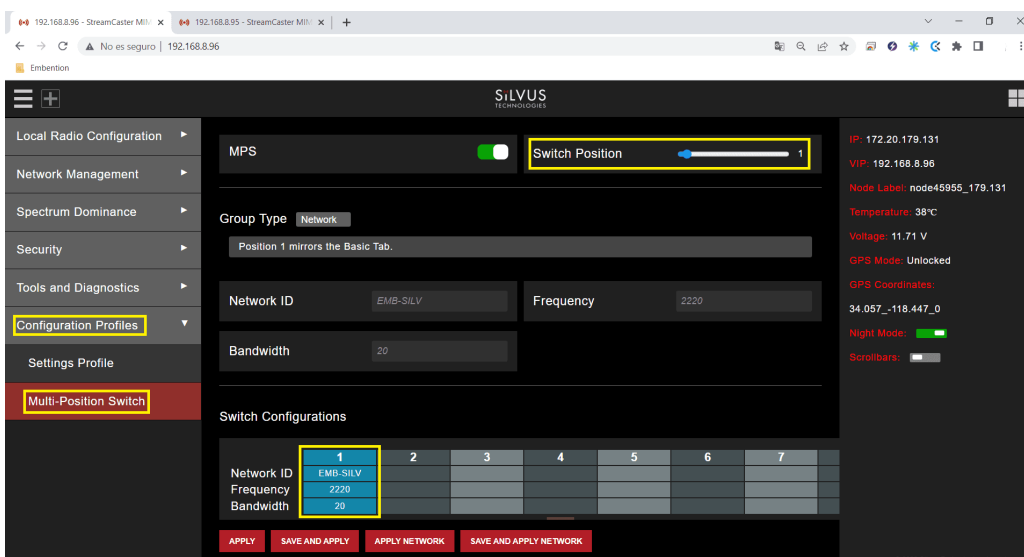 192.168.8.96 - StreamCaster MIM
192.168.8.95 - StreamCaster MIM
No es seguro | 192.168.8.96
Embention
SiLVUS
TECHNOLOGIES
Local Radio Configuration
Network Management
Spectrum Dominance
Security
Tools and Diagnostics
Configuration Profiles
Settings Profile
Multi-Position Switch
MPS
Switch Position 1
Group Type Network
Position 1 mirrors the Basic Tab.
Network ID EMB-SILV
Frequency 2220
Bandwidth 20
Switch Configurations
1 2 3 4 5 6 7
Network ID EMB-SILV
Frequency 2220
Bandwidth 20
APPLY SAVE AND APPLY APPLY NETWORK SAVE AND APPLY NETWORK
IP: 172.20.179.131
VIP: 192.168.8.96
Node Label: node45955_179.131
Temperature: 38°C
Voltage: 11.71 V
GPS Mode: Unlocked
GPS Coordinates:
34.057_-118.447_0
Night Mode:
Scrollbars: